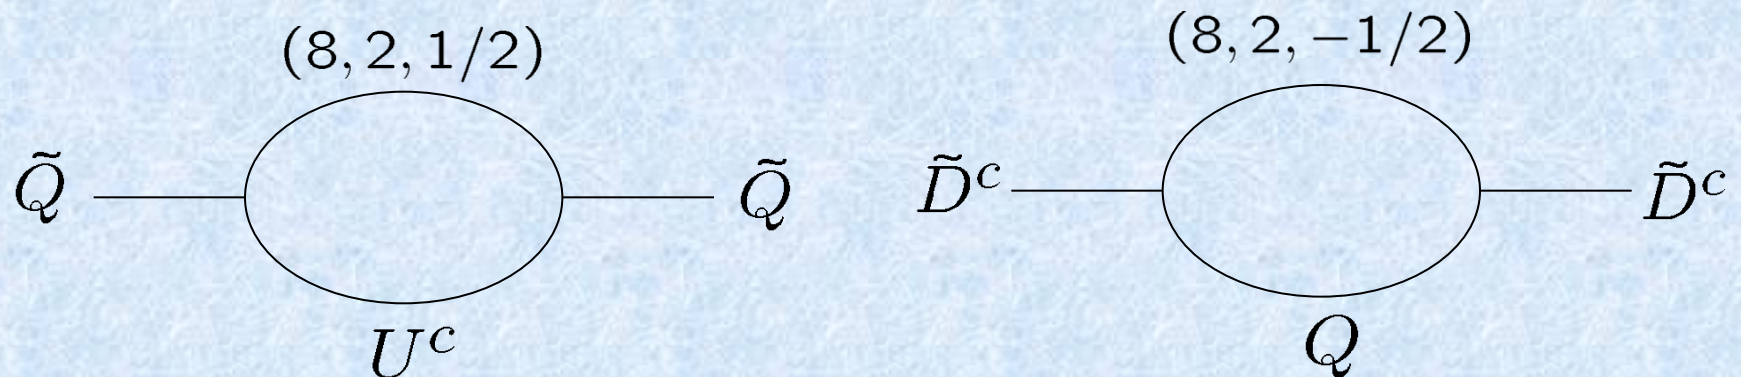 (8, 2, 1/2)
(8, 2, −1/2)
Q̃
Q̃
D̃ᶜ
D̃ᶜ
Uᶜ
Q